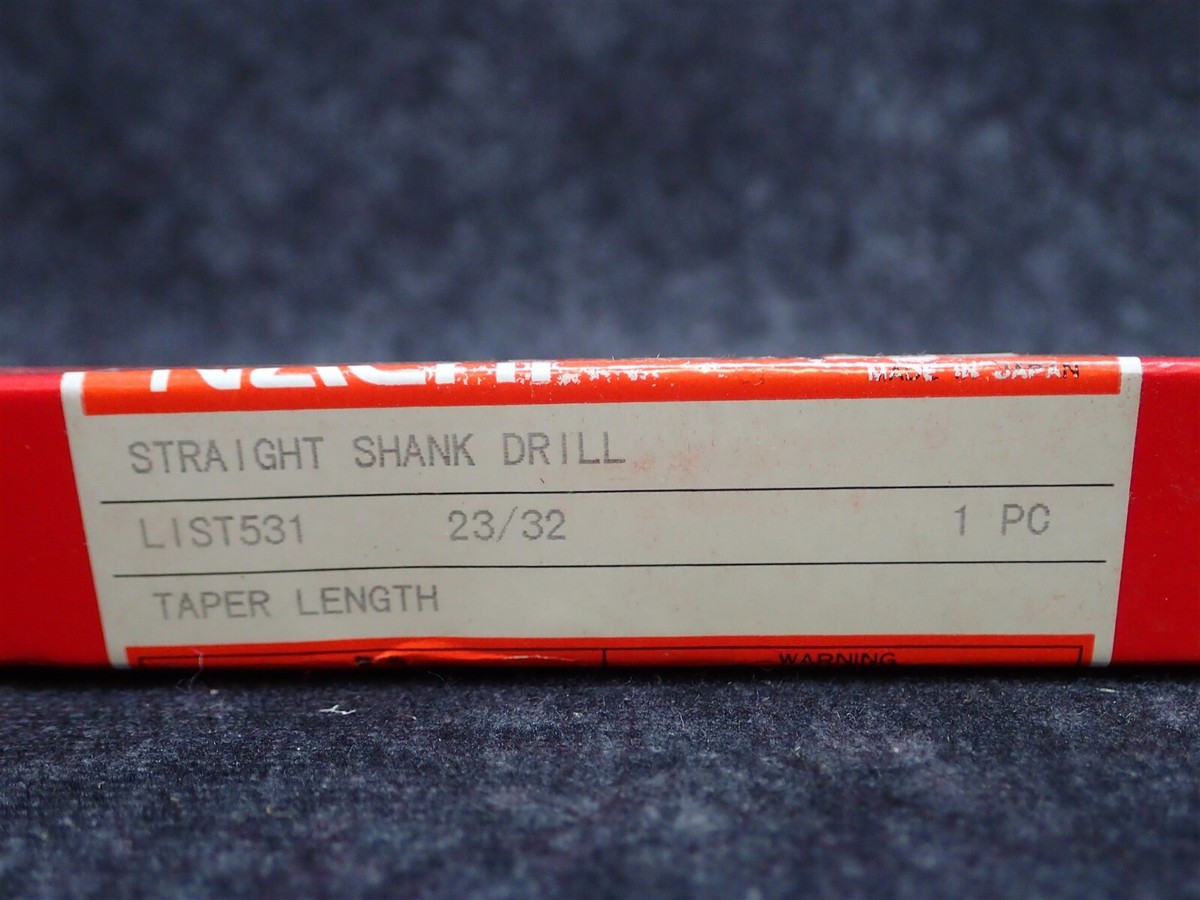 MADE IN JAPAN
STRAIGHT SHANK DRILL
LIST531 23/32 1 PC
TAPER LENGTH
WARNING